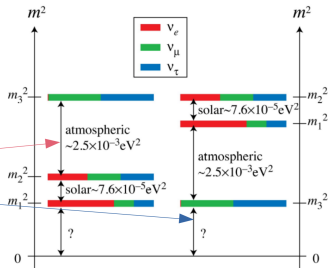 m²
m²
νe
νμ
ντ
m₃²
m₂²
m₁²
0
atmospheric
~2.5×10⁻³eV²
solar~7.6×10⁻⁵eV²
?
solar~7.6×10⁻⁵eV²
atmospheric
~2.5×10⁻³eV²
?
m₂²
m₁²
m₃²
0